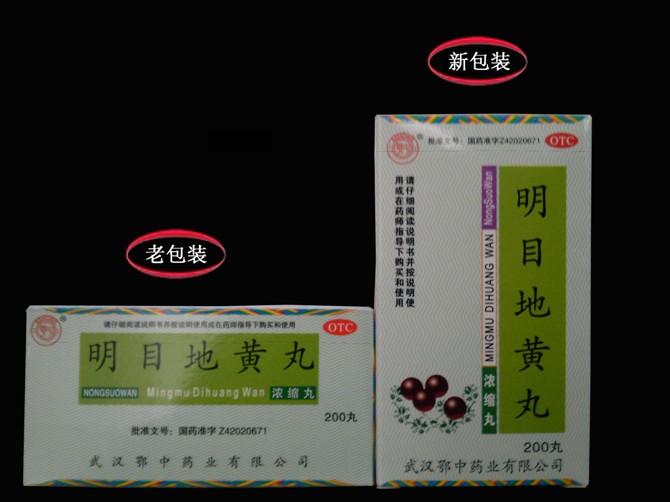 新包装
批准文号：国药准字Z42020671
OTC
请仔细阅读说明书并按说明使
用或在药师指导下购买和使用
NongSuoWan
MINGMU DIHUANG WAN
浓缩丸
明目地黄丸
200丸
武汉鄂中药业有限公司
老包装
请仔细阅读说明书并按说明使用或在药师指导下购买和使用
OTC
明目地黄丸
NONGSUOWAN Mingmu Dihuang Wan 浓缩丸
200丸
批准文号：国药准字Z42020671
武汉鄂中药业有限公司